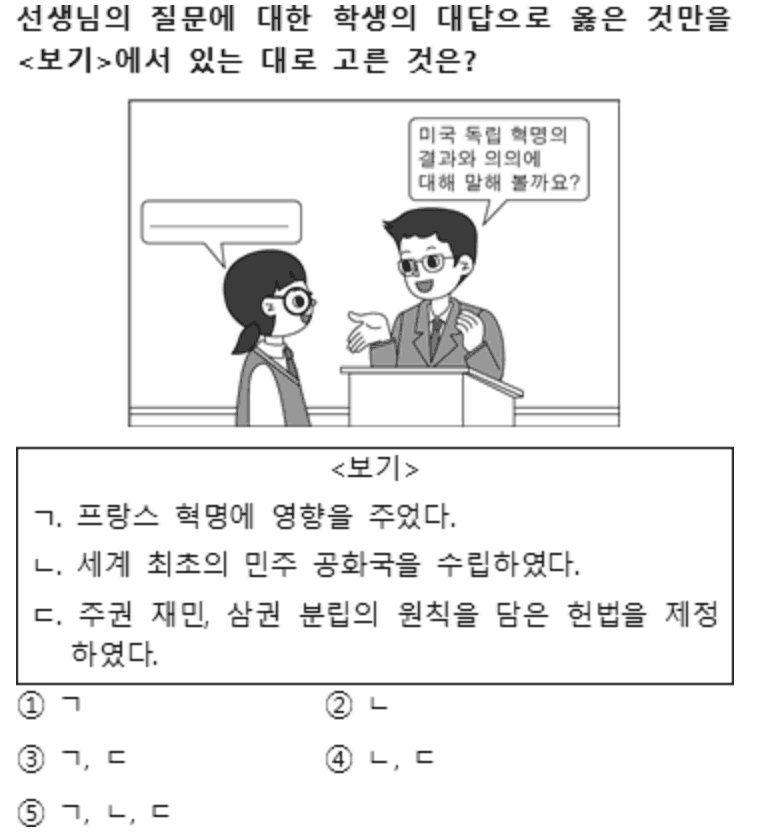 선생님의 질문에 대한 학생의 대답으로 옳은 것만을
<보기>에서 있는 대로 고른 것은?
미국 독립 혁명의
결과와 의의에
대해 말해 볼까요?
<보기>
ㄱ. 프랑스 혁명에 영향을 주었다.
ㄴ. 세계 최초의 민주 공화국을 수립하였다.
ㄷ. 주권 재민, 삼권 분립의 원칙을 담은 헌법을 제정
하였다.
① ㄱ ② ㄴ
③ ㄱ, ㄷ ④ ㄴ, ㄷ
⑤ ㄱ, ㄴ, ㄷ